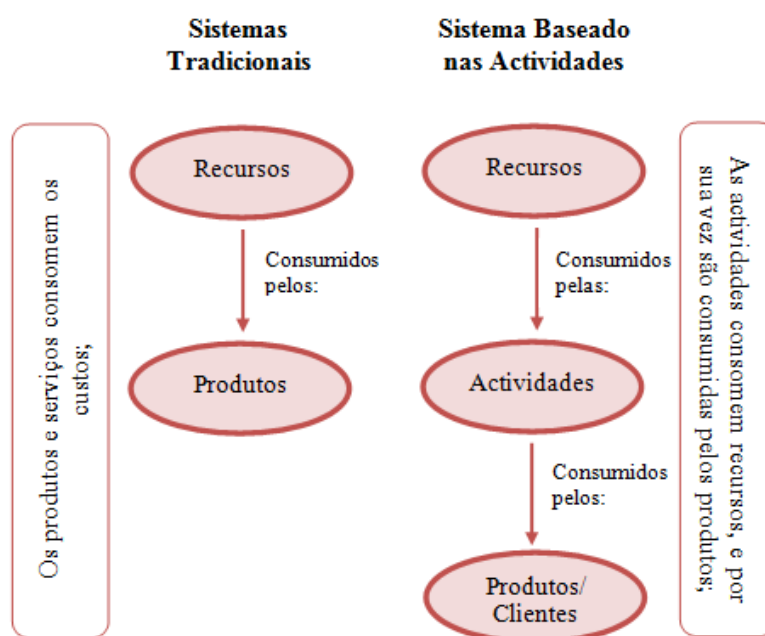 Sistemas
Tradicionais
Sistema Baseado
nas Actividades
Os produtos e serviços consomem os
custos;
Recursos
Consumidos
pelos:
Produtos
Recursos
Consumidos
pelas:
Actividades
Consumidos
pelos:
Produtos/
Clientes
As actividades consomem recursos, e por
sua vez são consumidas pelos produtos;